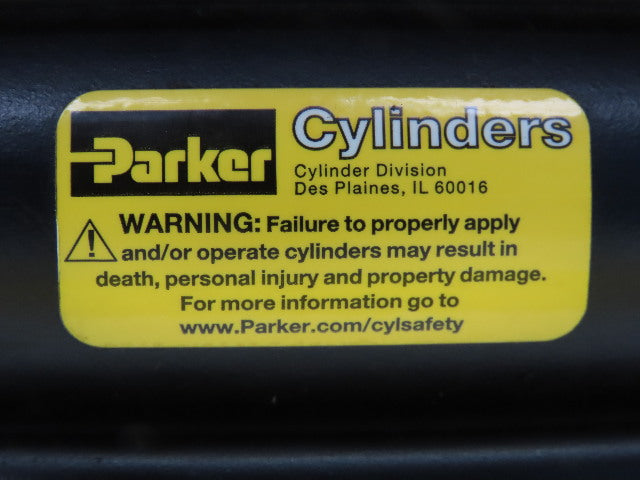 Parker
Cylinders
Cylinder Division
Des Plaines, IL 60016
WARNING: Failure to properly apply
and/or operate cylinders may result in
death, personal injury and property damage.
For more information go to
www.Parker.com/cylsafety